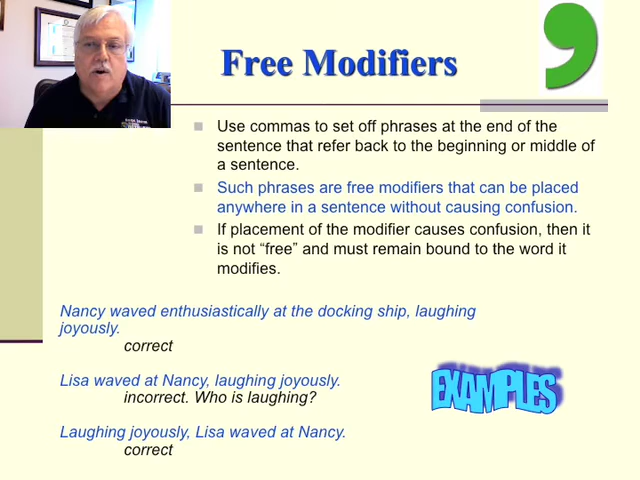 Free Modifiers
Use commas to set off phrases at the end of the
sentence that refer back to the beginning or middle of
a sentence.
Such phrases are free modifiers that can be placed
anywhere in a sentence without causing confusion.
If placement of the modifier causes confusion, then it
is not “free” and must remain bound to the word it
modifies.
Nancy waved enthusiastically at the docking ship, laughing
joyously.
correct
Lisa waved at Nancy, laughing joyously.
incorrect. Who is laughing?
Laughing joyously, Lisa waved at Nancy.
correct
EXAMPLES